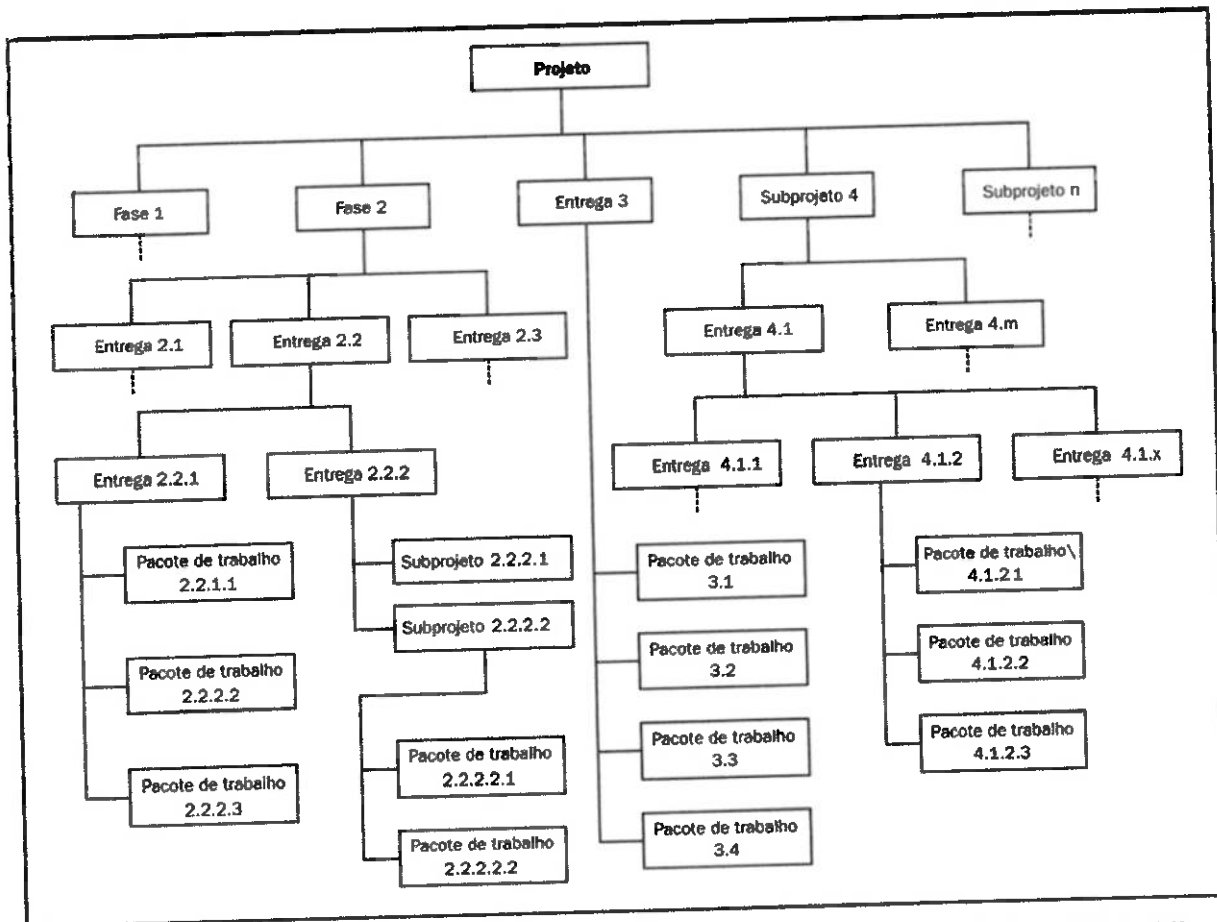 Projeto
Fase 1
Fase 2
Entrega 3
Subprojeto 4
Subprojeto n
Entrega 2.1
Entrega 2.2
Entrega 2.3
Entrega 4.1
Entrega 4.m
Entrega 2.2.1
Entrega 2.2.2
Entrega 4.1.1
Entrega 4.1.2
Entrega 4.1.x
Pacote de trabalho
2.2.1.1
Pacote de trabalho
2.2.2.2
Pacote de trabalho
2.2.2.3
Subprojeto 2.2.2.1
Subprojeto 2.2.2.2
Pacote de trabalho
2.2.2.2.1
Pacote de trabalho
2.2.2.2.2
Pacote de trabalho
3.1
Pacote de trabalho
3.2
Pacote de trabalho
3.3
Pacote de trabalho
3.4
Pacote de trabalho\
4.1.21
Pacote de trabalho
4.1.2.2
Pacote de trabalho
4.1.2.3